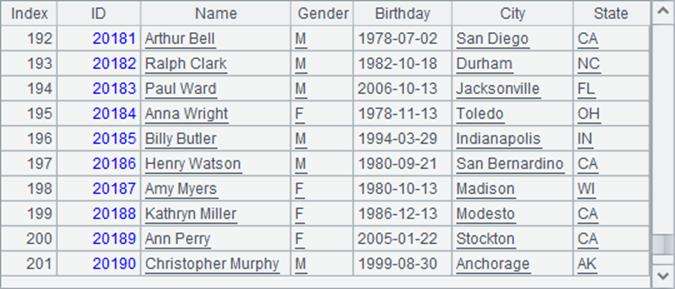 Index ID Name Gender Birthday City State
192 20181 Arthur Bell M 1978-07-02 San Diego CA
193 20182 Ralph Clark M 1982-10-18 Durham NC
194 20183 Paul Ward M 2006-10-13 Jacksonville FL
195 20184 Anna Wright F 1978-11-13 Toledo OH
196 20185 Billy Butler M 1994-03-29 Indianapolis IN
197 20186 Henry Watson M 1980-09-21 San Bernardino CA
198 20187 Amy Myers F 1980-10-13 Madison WI
199 20188 Kathryn Miller F 1986-12-13 Modesto CA
200 20189 Ann Perry F 2005-01-22 Stockton CA
201 20190 Christopher Murphy M 1999-08-30 Anchorage AK